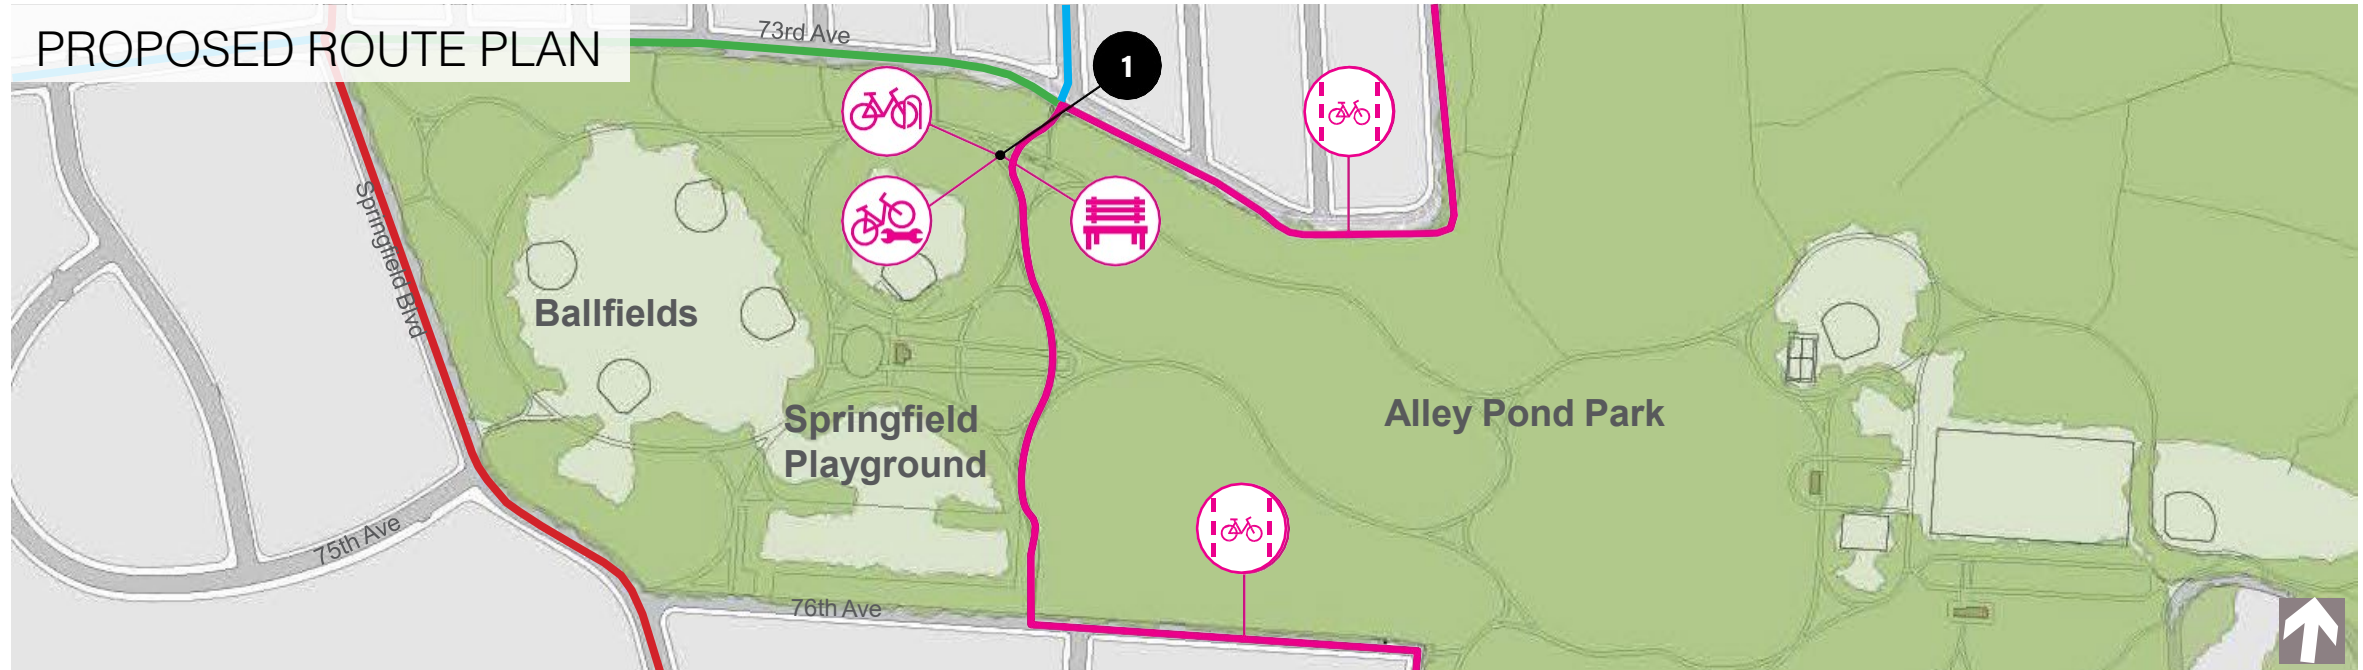 PROPOSED ROUTE PLAN
73rd Ave
1
Springfield Blvd
Ballfields
Springfield
Playground
Alley Pond Park
75th Ave
76th Ave